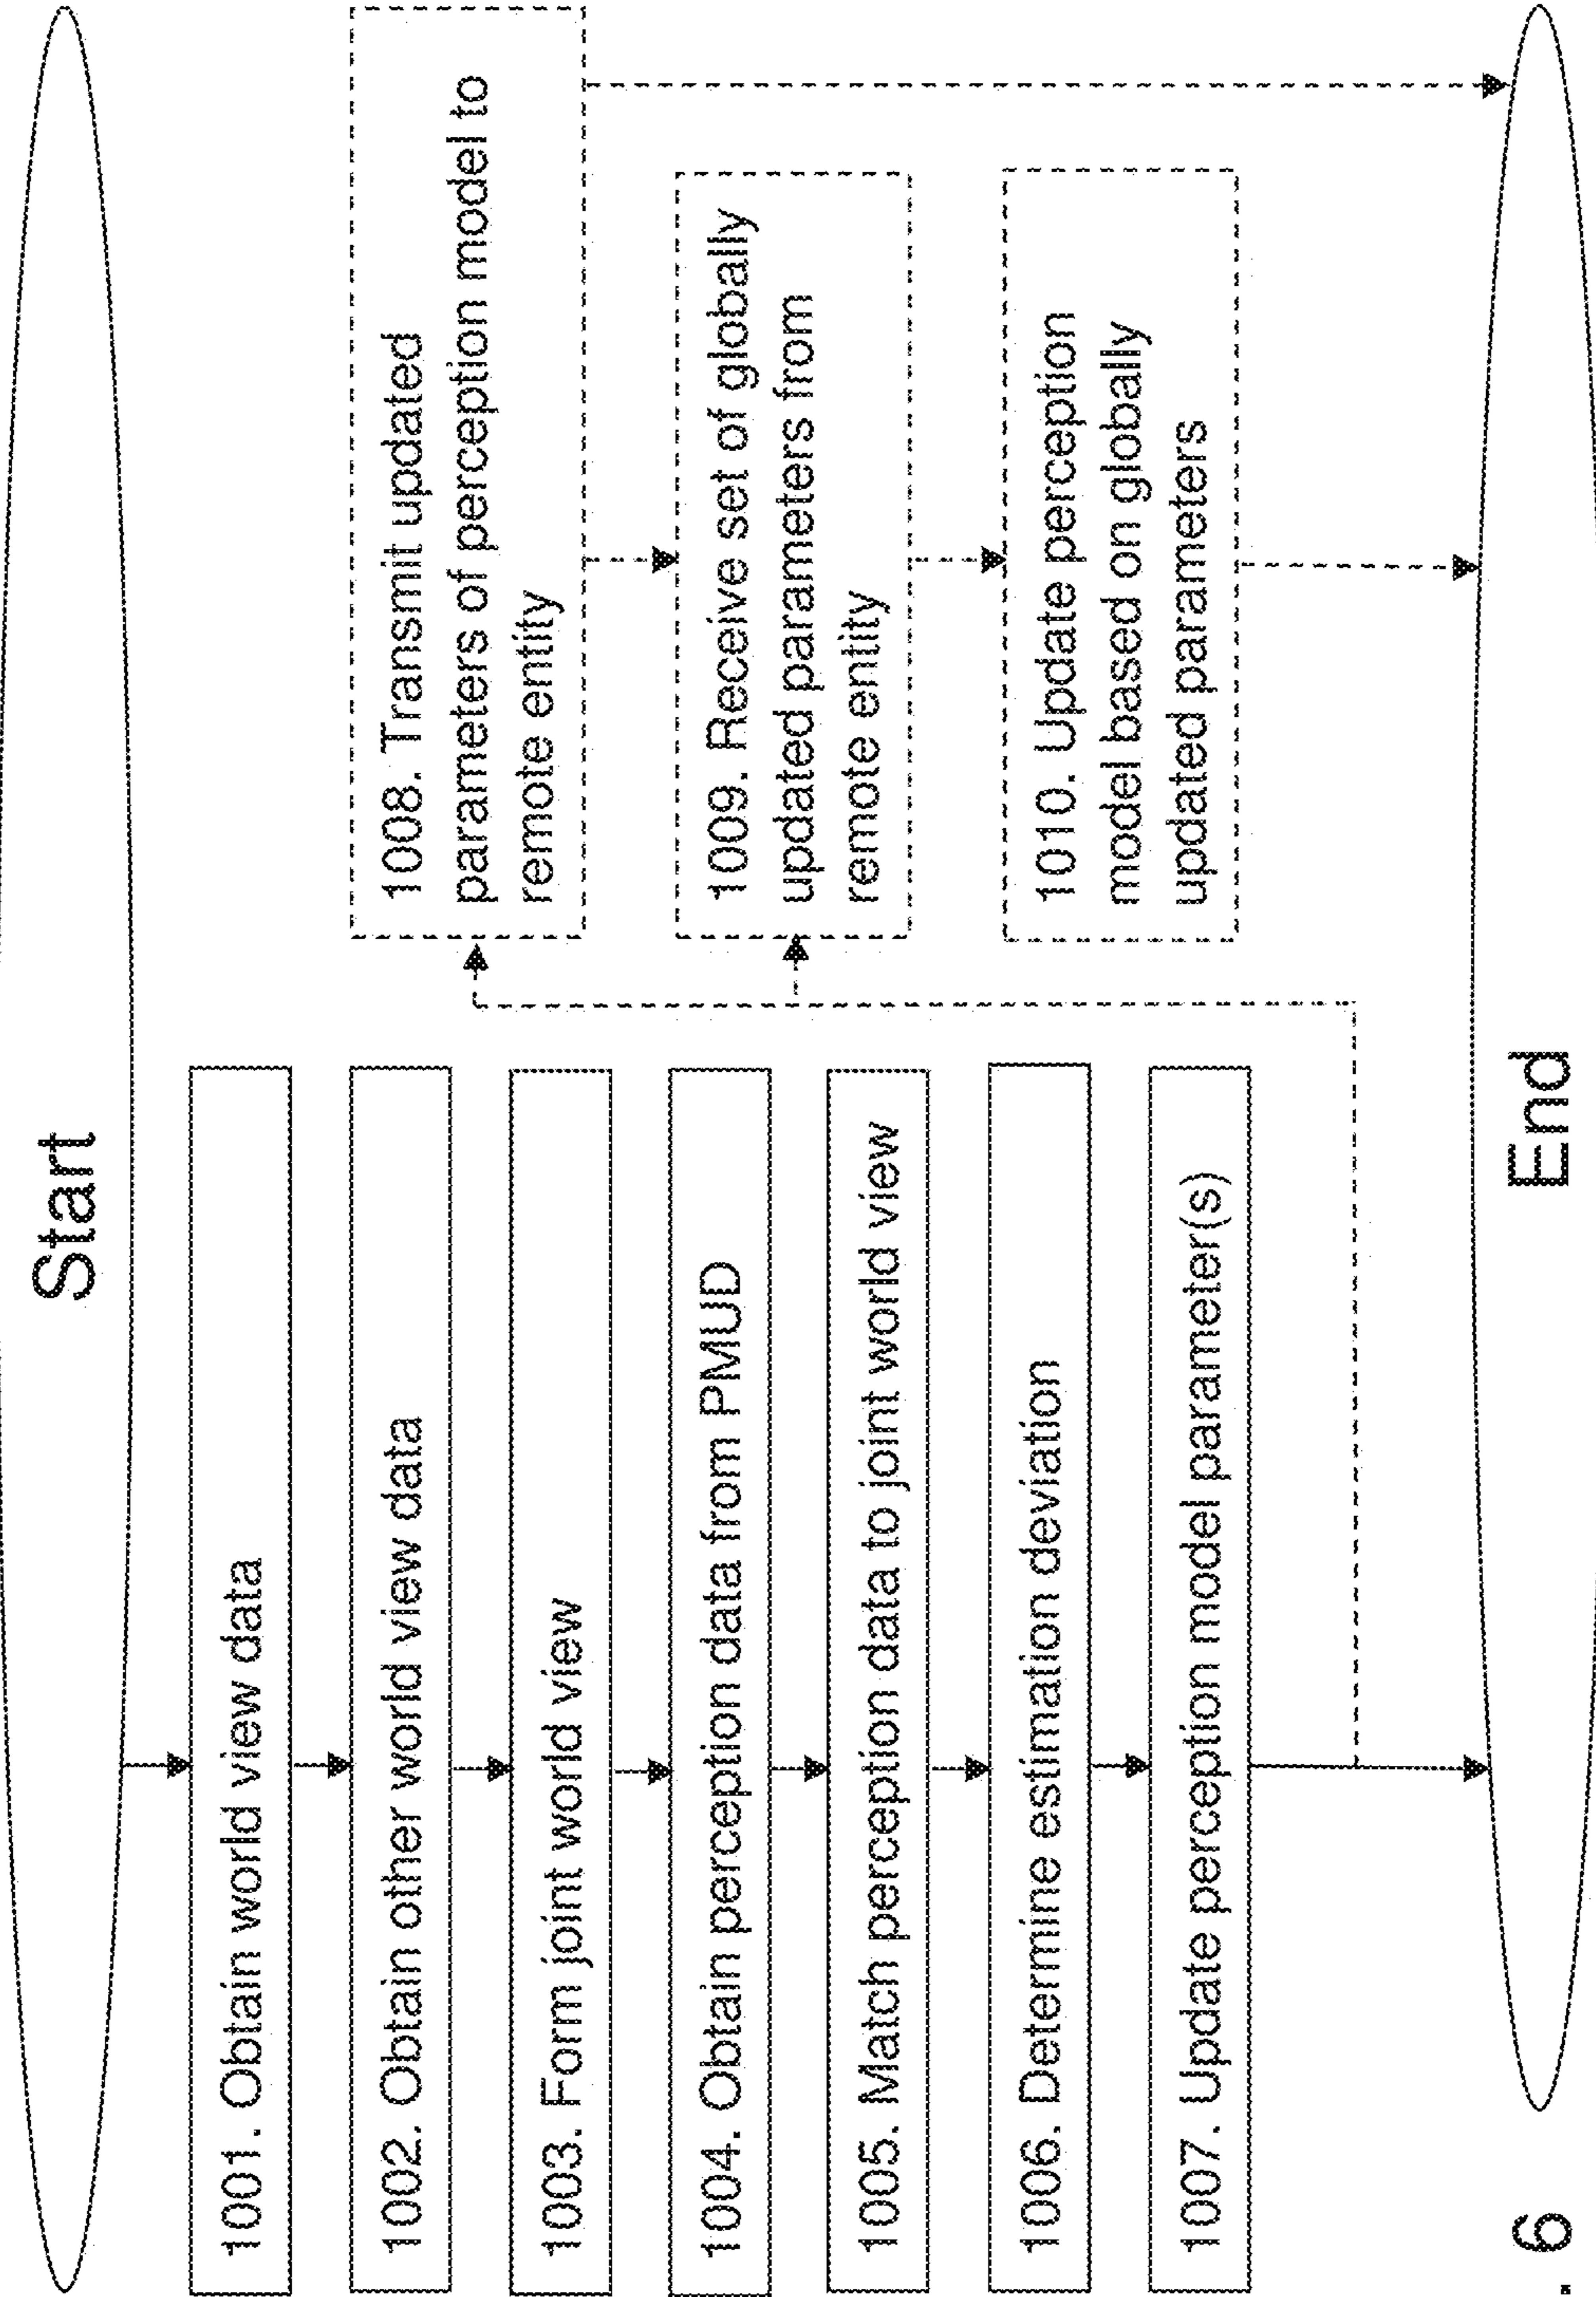 Start
1001. Obtain world view data
1002. Obtain other world view data
1003. Form joint world view
1004. Obtain perception data from PMUD
1005. Match perception data to joint world view
1006. Determine estimation deviation
1007. Update perception model parameter(s)
1008. Transmit updated
parameters of perception model to
remote entity
1009. Receive set of globally
updated parameters from
remote entity
1010. Update perception
model based on globally
updated parameters
End
. 6